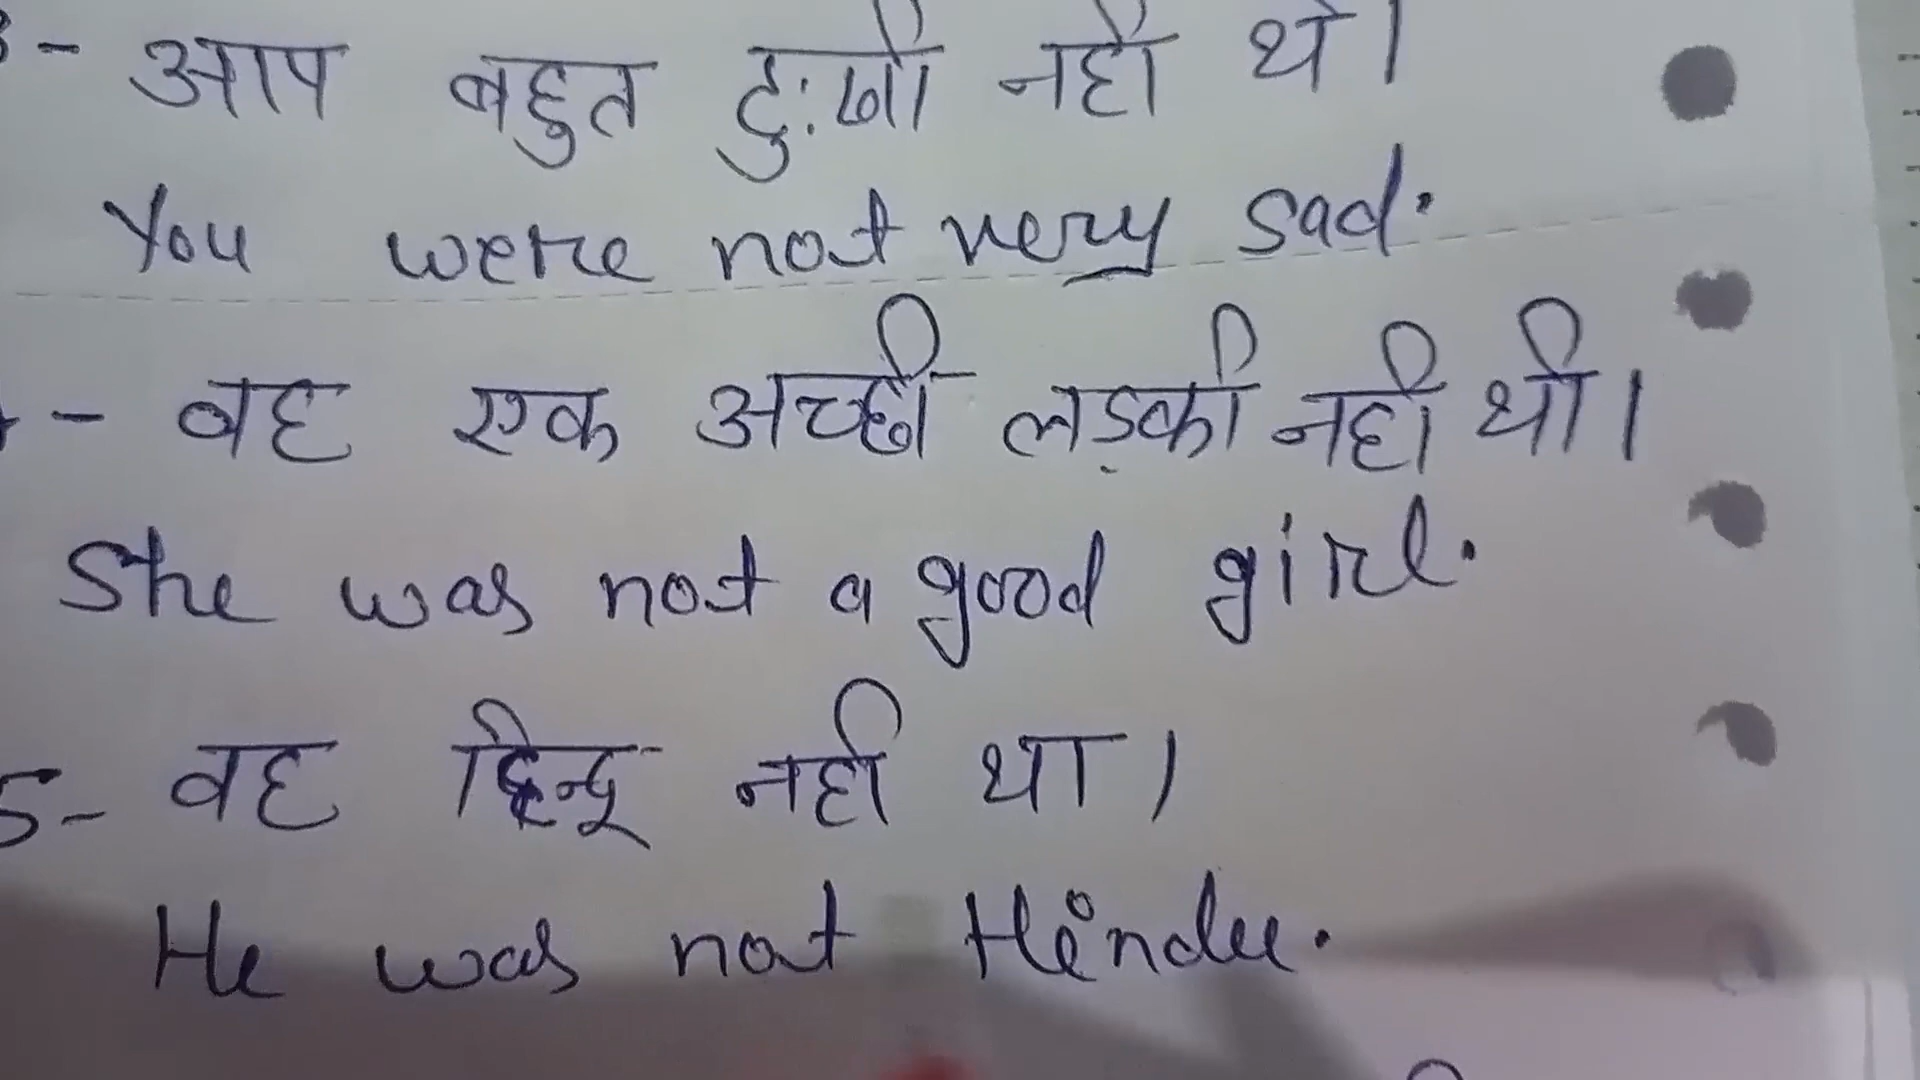 3- आप बहुत दुःखी नही थे।
You were not very sad.
4- वह एक अच्छी लड़की नही थी।
She was not a good girl.
5- वह हिन्दू नही था।
He was not Hindu.